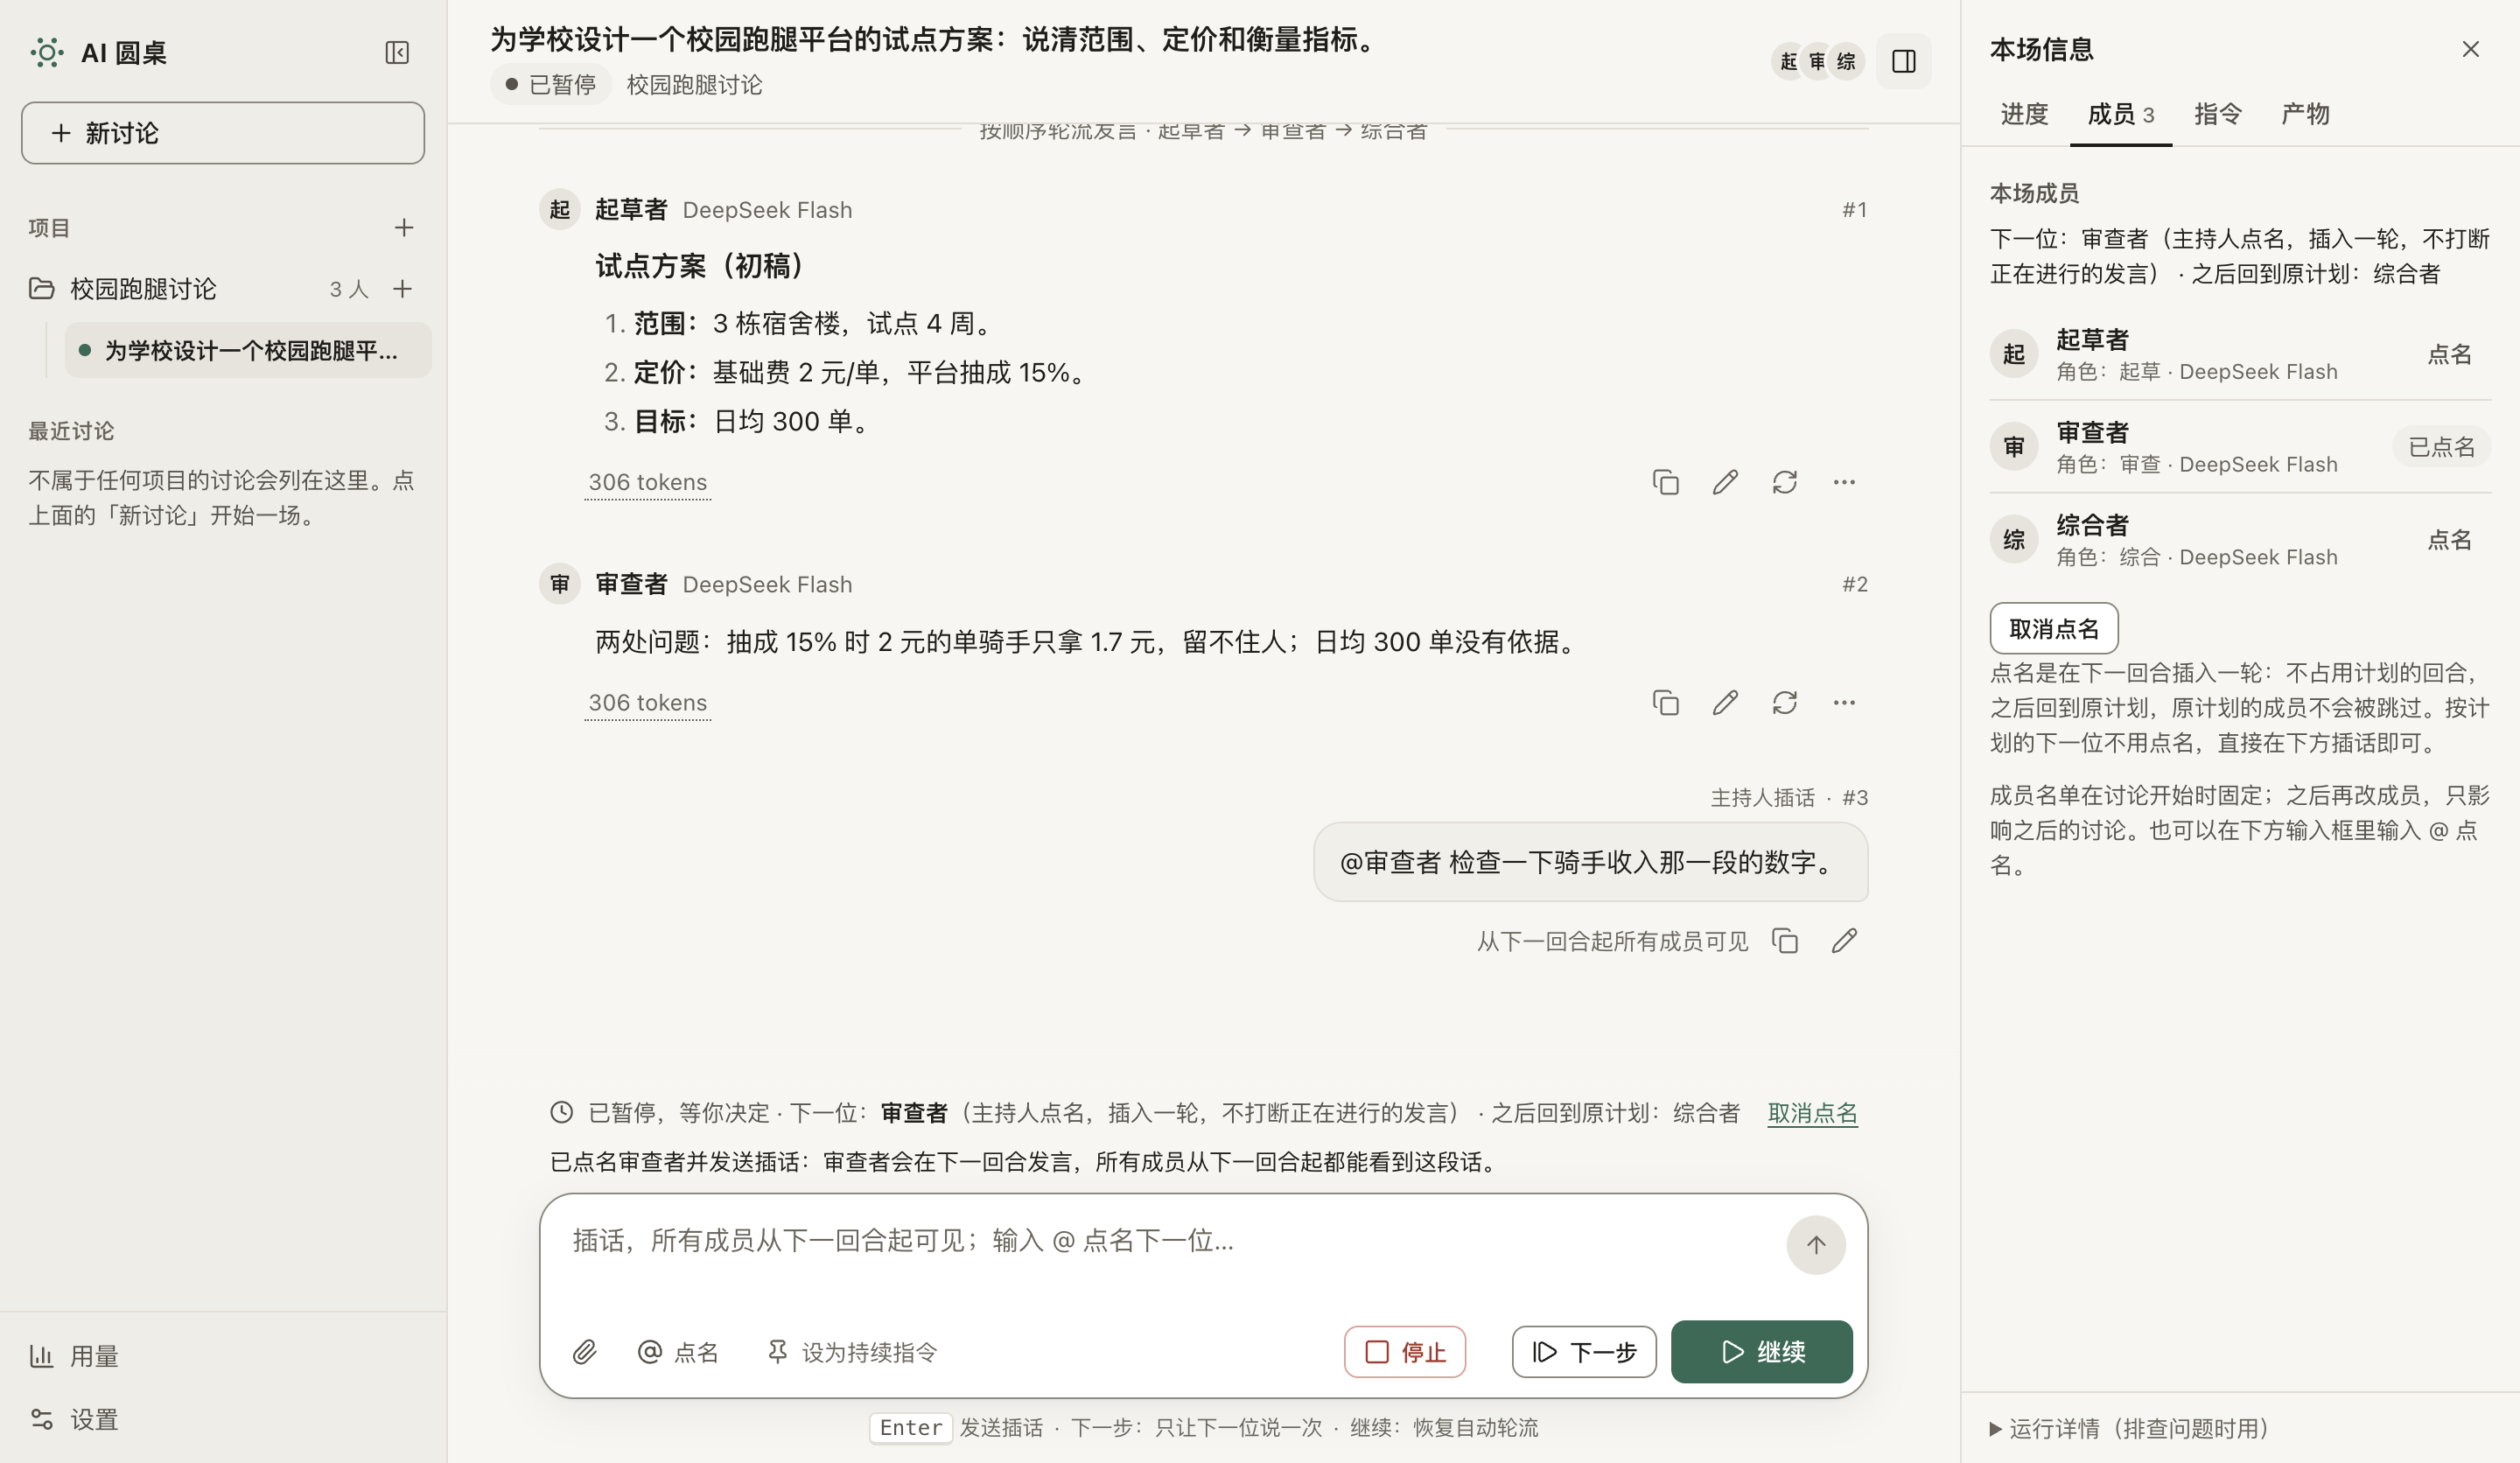 AI 圆桌
新讨论
项目
校园跑腿讨论 3 人
为学校设计一个校园跑腿平...
最近讨论
不属于任何项目的讨论会列在这里。点
上面的「新讨论」开始一场。
用量
设置
为学校设计一个校园跑腿平台的试点方案：说清范围、定价和衡量指标。
已暂停 校园跑腿讨论
起 审 综
按顺序轮流发言 · 起草者 → 审查者 → 综合者
起 起草者 DeepSeek Flash #1
试点方案（初稿）
1. 范围：3 栋宿舍楼，试点 4 周。
2. 定价：基础费 2 元/单，平台抽成 15%。
3. 目标：日均 300 单。
306 tokens
审 审查者 DeepSeek Flash #2
两处问题：抽成 15% 时 2 元的单骑手只拿 1.7 元，留不住人；日均 300 单没有依据。
306 tokens
主持人插话 · #3
@审查者 检查一下骑手收入那一段的数字。
从下一回合起所有成员可见
已暂停，等你决定 · 下一位：审查者（主持人点名，插入一轮，不打断正在进行的发言） · 之后回到原计划：综合者 取消点名
已点名审查者并发送插话：审查者会在下一回合发言，所有成员从下一回合起都能看到这段话。
插话，所有成员从下一回合起可见；输入 @ 点名下一位...
@ 点名 设为持续指令 停止 下一步 继续
Enter 发送插话 · 下一步：只让下一位说一次 · 继续：恢复自动轮流
本场信息
进度 成员 3 指令 产物
本场成员
下一位：审查者（主持人点名，插入一轮，不打断
正在进行的发言） · 之后回到原计划：综合者
起 起草者 点名
角色：起草 · DeepSeek Flash
审 审查者 已点名
角色：审查 · DeepSeek Flash
综 综合者 点名
角色：综合 · DeepSeek Flash
取消点名
点名是在下一回合插入一轮：不占用计划的回合，
之后回到原计划，原计划的成员不会被跳过。按计
划的下一位不用点名，直接在下方插话即可。
成员名单在讨论开始时固定；之后再改成员，只影
响之后的讨论。也可以在下方输入框里输入 @ 点
名。
运行详情（排查问题时用）